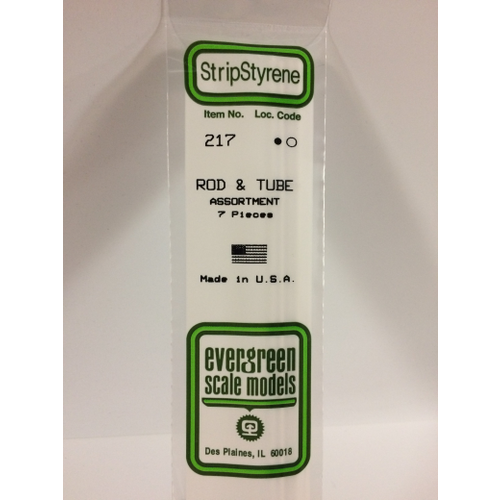 StripStyrene
Item No. Loc. Code
217
ROD & TUBE
ASSORTMENT
7 Pieces
Made in U.S.A.
evergreen
scale models
Des Plaines, IL 60018